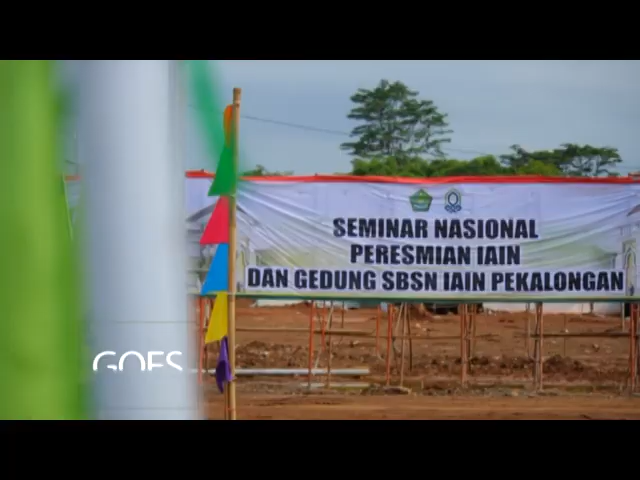 SEMINAR NASIONAL
PERESMIAN IAIN
DAN GEDUNG SBSN IAIN PEKALONGAN
GOES